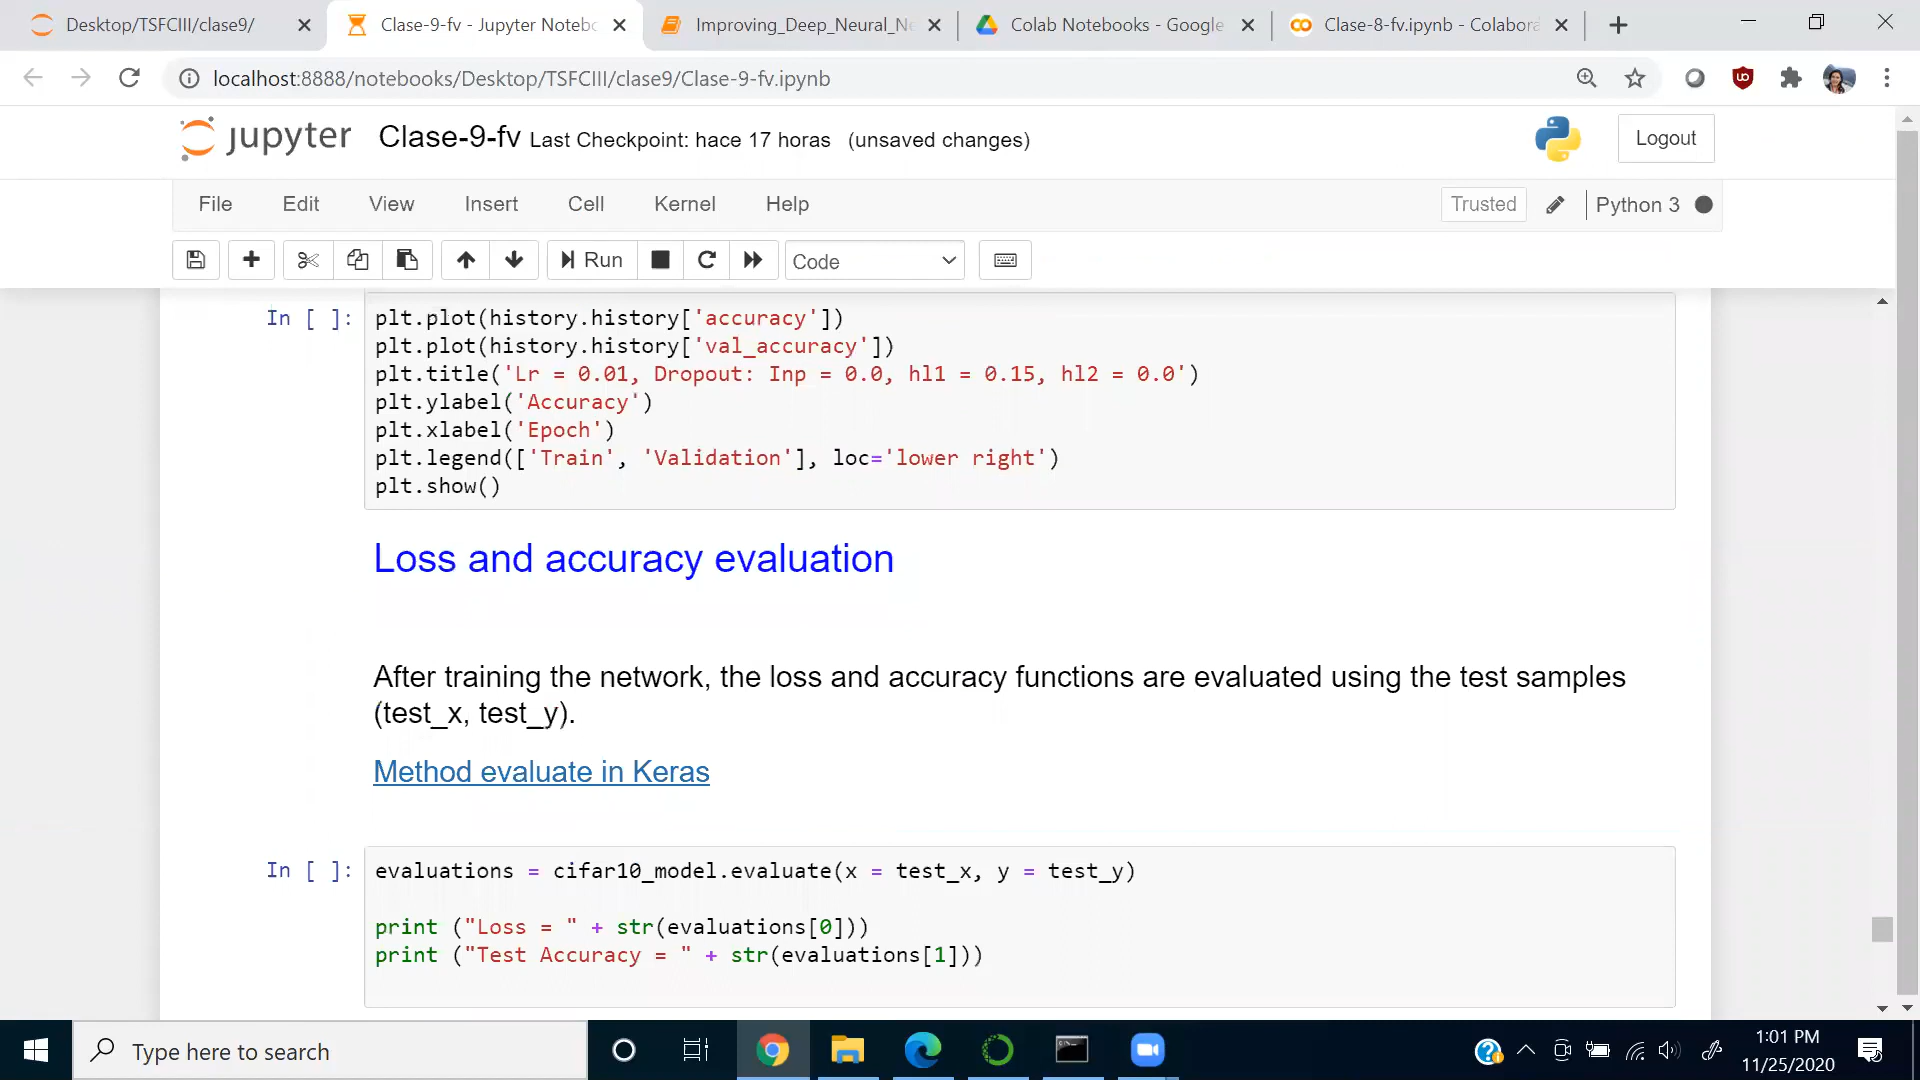 Desktop/TSFCIII/clase9/
Clase-9-fv - Jupyter Notebo
Improving_Deep_Neural_Ne
Colab Notebooks - Google
Clase-8-fv.ipynb - Colabora
localhost:8888/notebooks/Desktop/TSFCIII/clase9/Clase-9-fv.ipynb
jupyter Clase-9-fv Last Checkpoint: hace 17 horas (unsaved changes)
Logout
File Edit View Insert Cell Kernel Help
Trusted
Python 3
Run
Code
In [ ]:
plt.plot(history.history['accuracy'])
plt.plot(history.history['val_accuracy'])
plt.title('Lr = 0.01, Dropout: Inp = 0.0, hl1 = 0.15, hl2 = 0.0')
plt.ylabel('Accuracy')
plt.xlabel('Epoch')
plt.legend(['Train', 'Validation'], loc='lower right')
plt.show()
Loss and accuracy evaluation
After training the network, the loss and accuracy functions are evaluated using the test samples
(test_x, test_y).
Method evaluate in Keras
In [ ]:
evaluations = cifar10_model.evaluate(x = test_x, y = test_y)
print ("Loss = " + str(evaluations[0]))
print ("Test Accuracy = " + str(evaluations[1]))
Type here to search
1:01 PM
11/25/2020